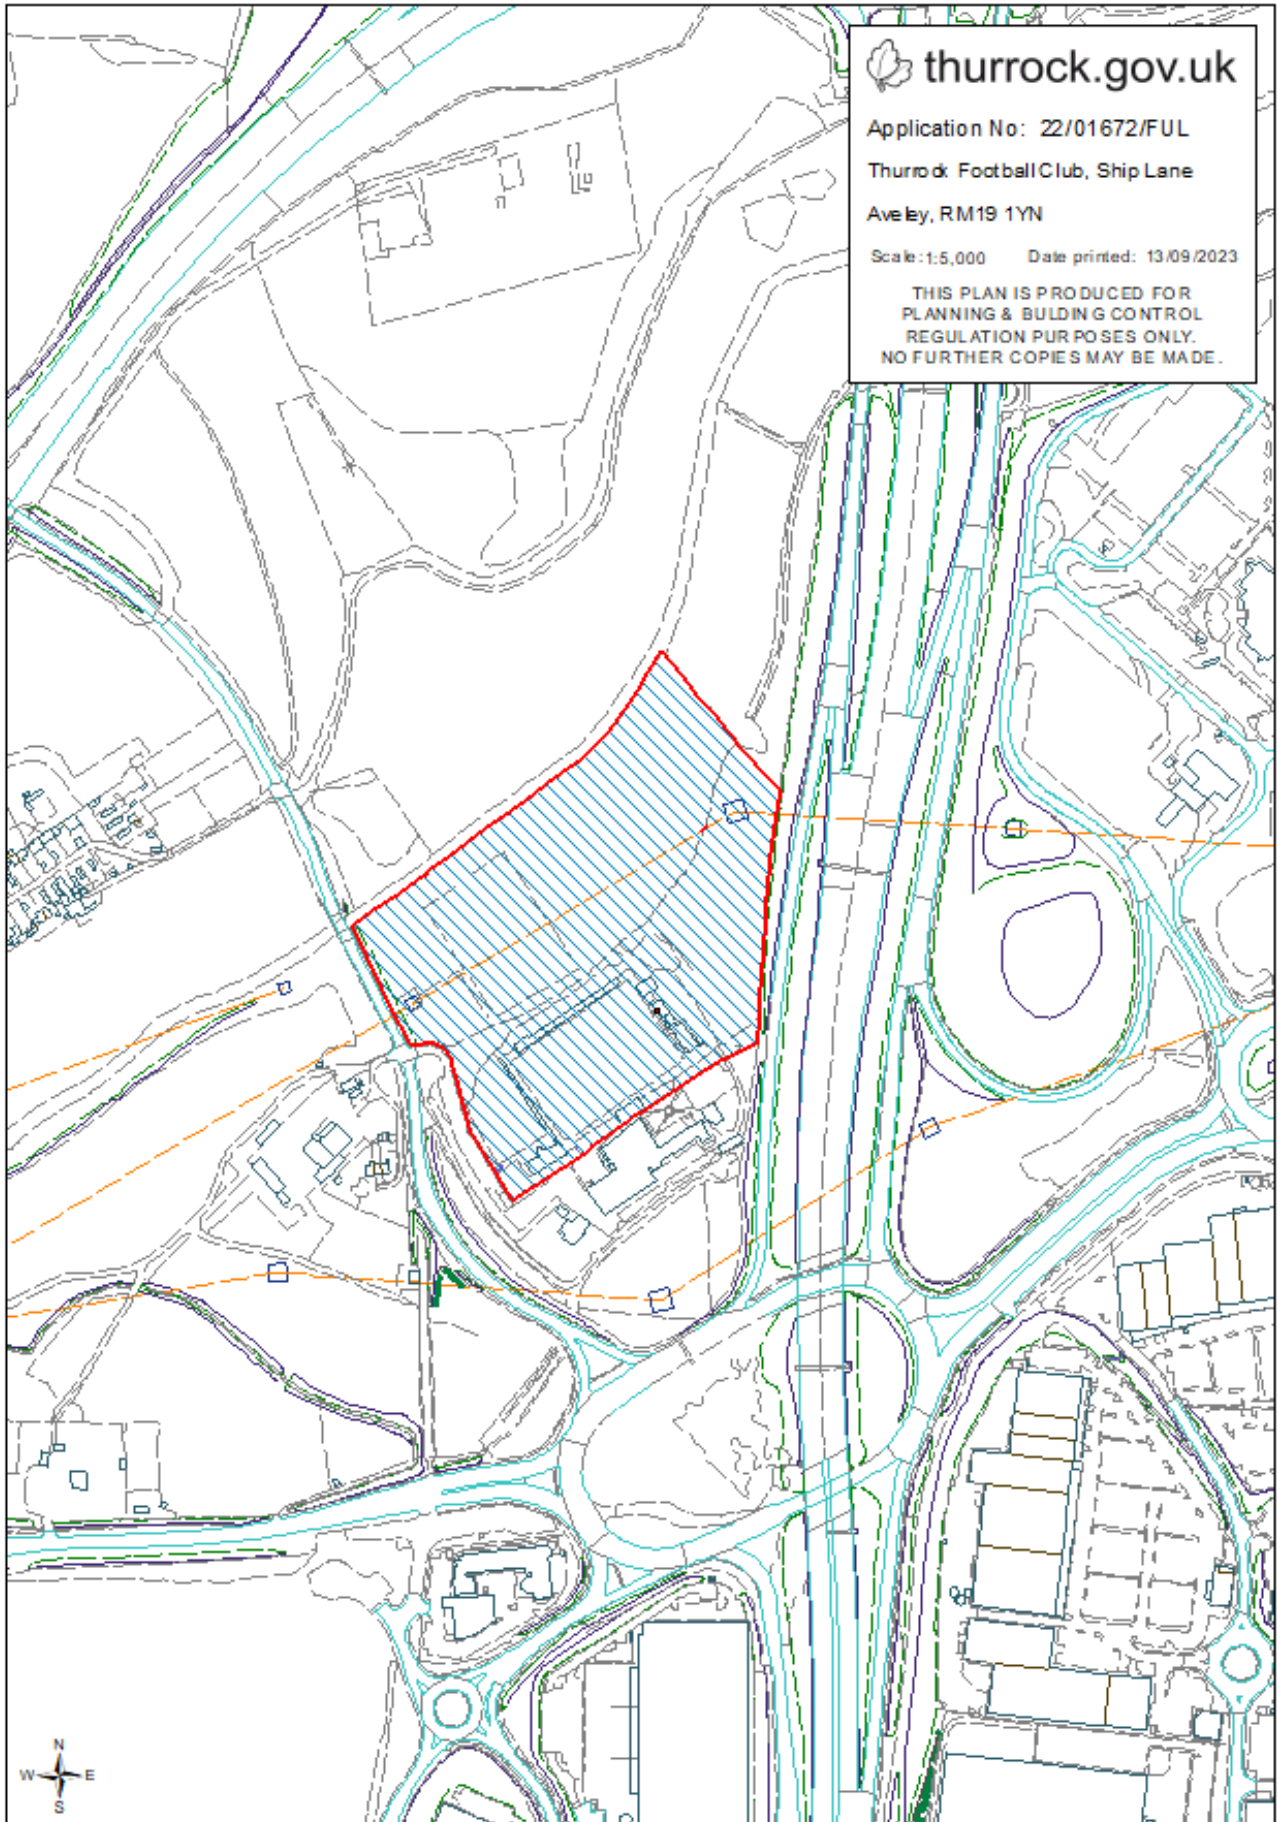 thurrock.gov.uk
Application No: 22/01672/FUL
Thurrock Football Club, Ship Lane
Aveley, RM19 1YN
Scale: 1:5,000 Date printed: 13/09/2023
THIS PLAN IS PRODUCED FOR
PLANNING & BULDING CONTROL
REGULATION PURPOSES ONLY.
NO FURTHER COPIES MAY BE MADE.
N
W E
S